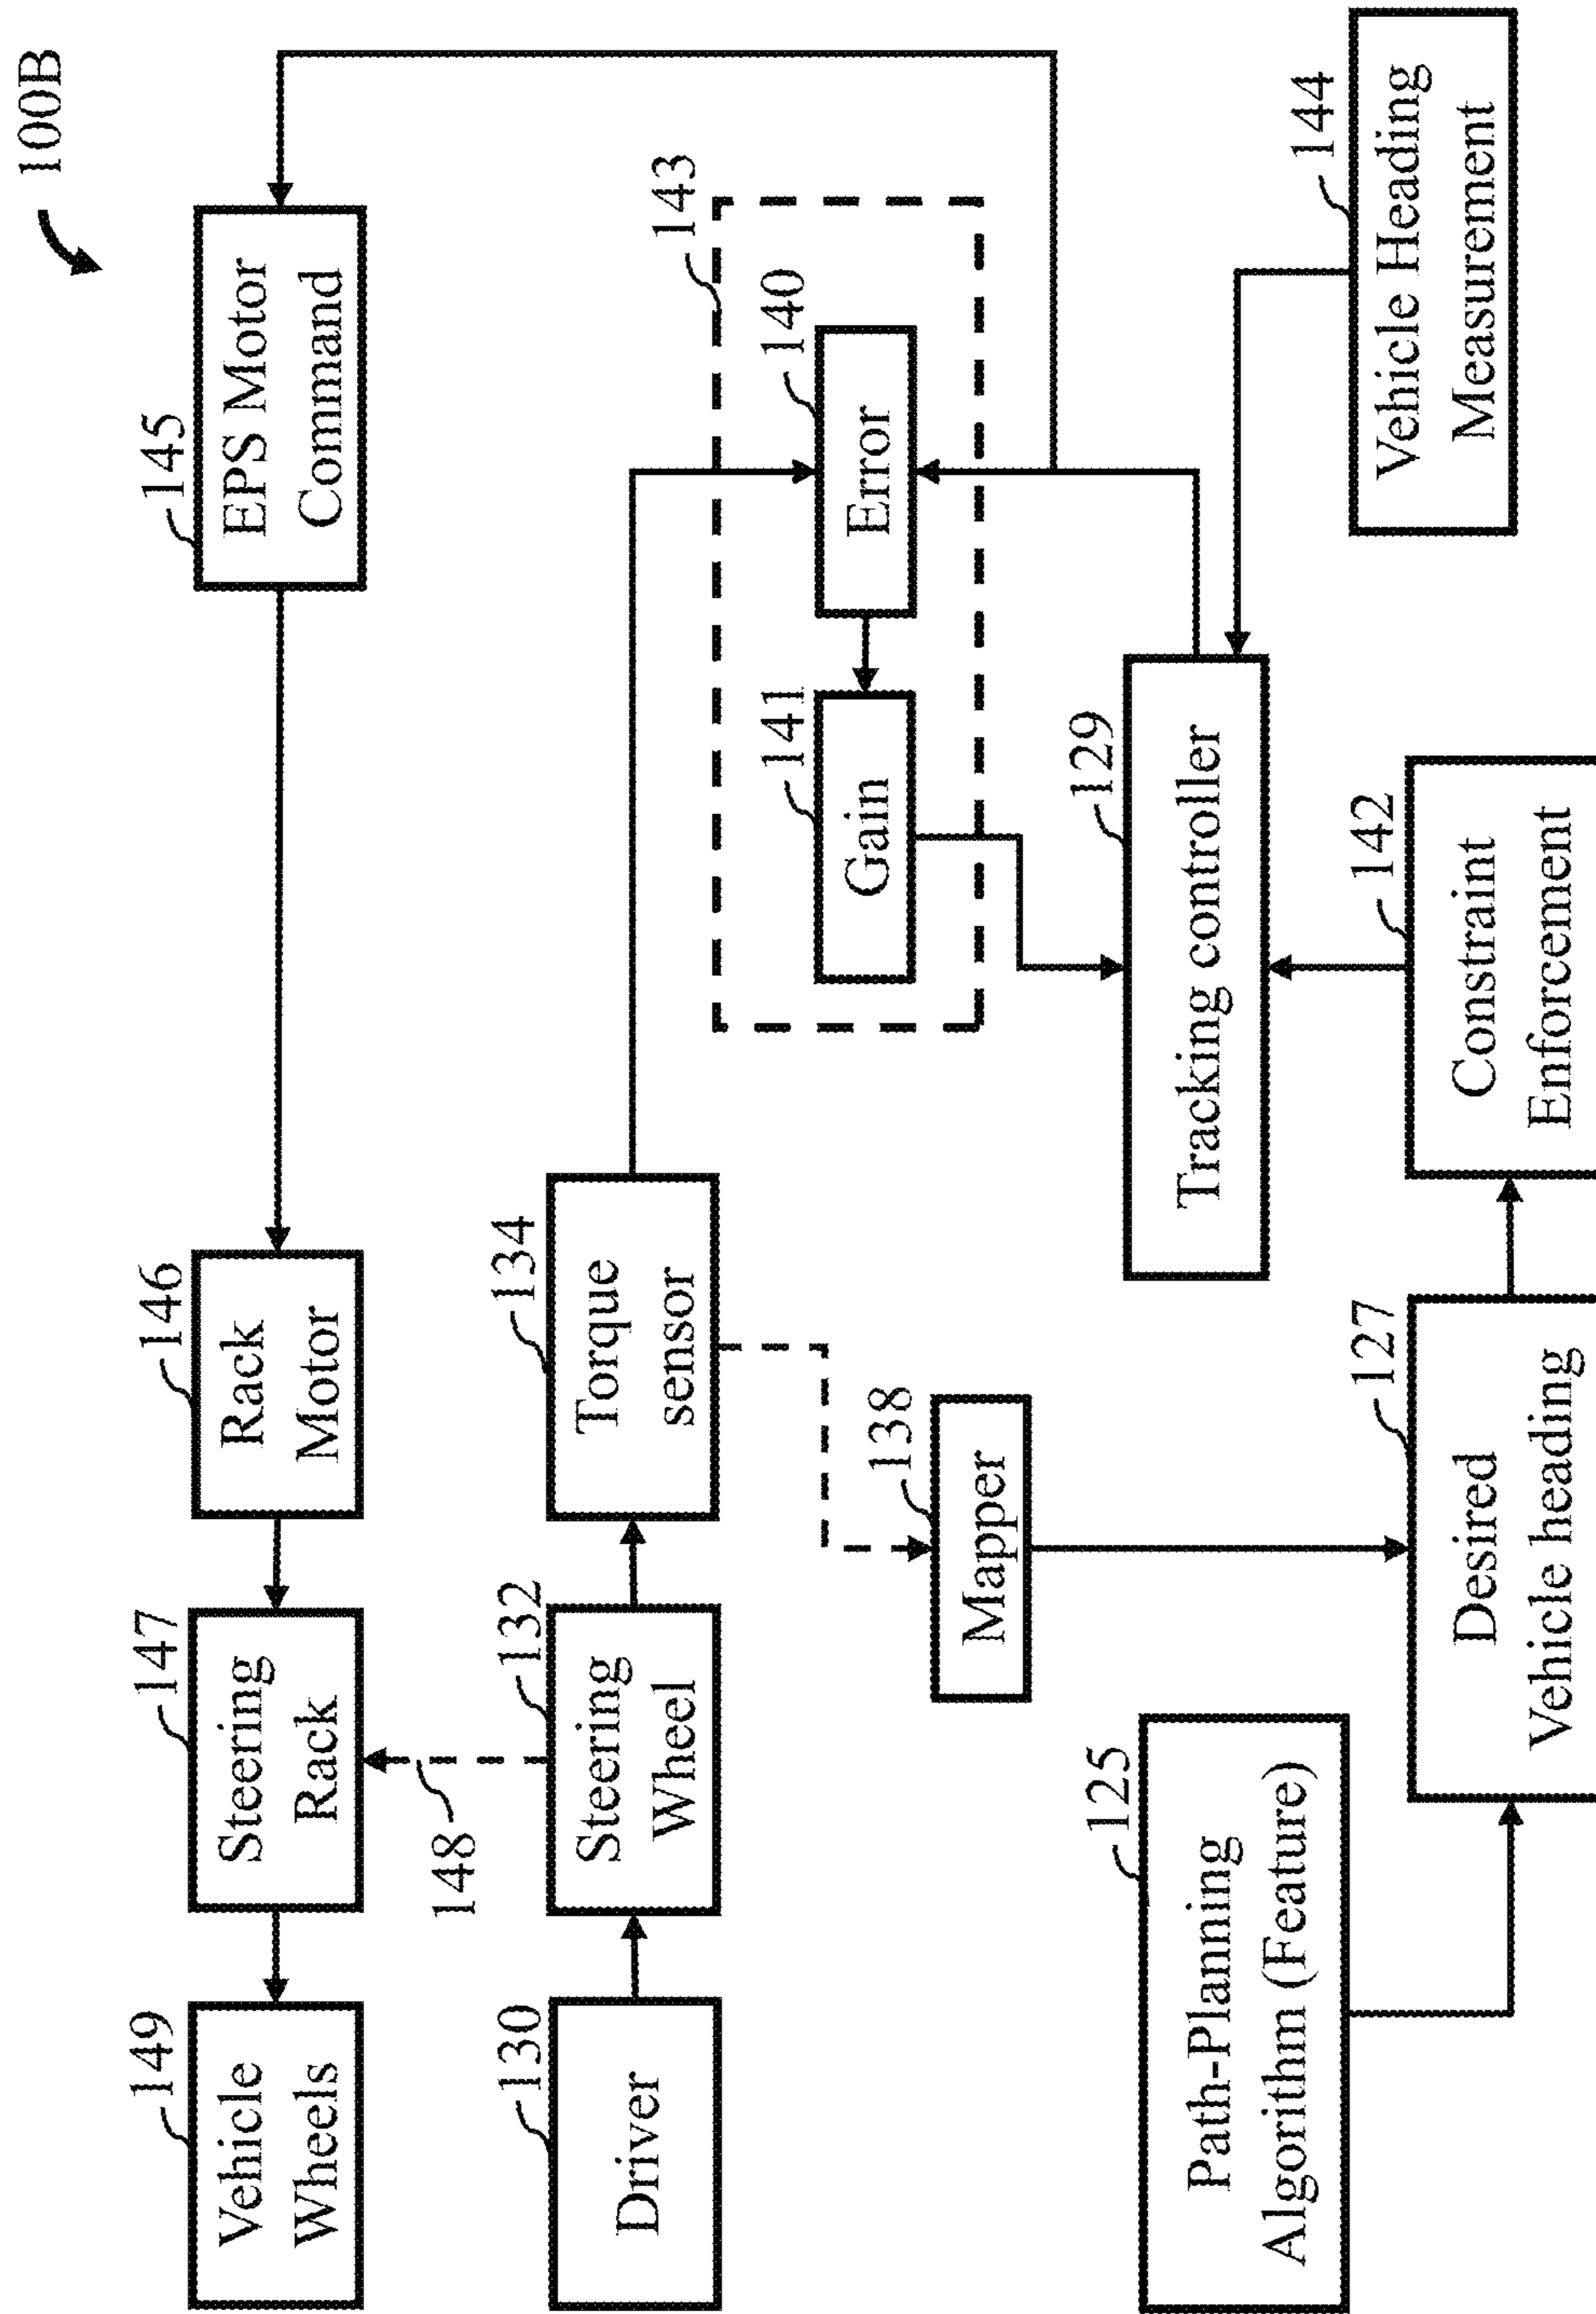 100B
149
Vehicle
Wheels
147
Steering
Rack
146
Rack
Motor
145
EPS Motor
Command
148
130
Driver
132
Steering
Wheel
134
Torque
sensor
143
141
Gain
140
Error
138
Mapper
129
Tracking controller
125
Path-Planning
Algorithm (Feature)
127
Desired
Vehicle heading
142
Constraint
Enforcement
144
Vehicle Heading
Measurement